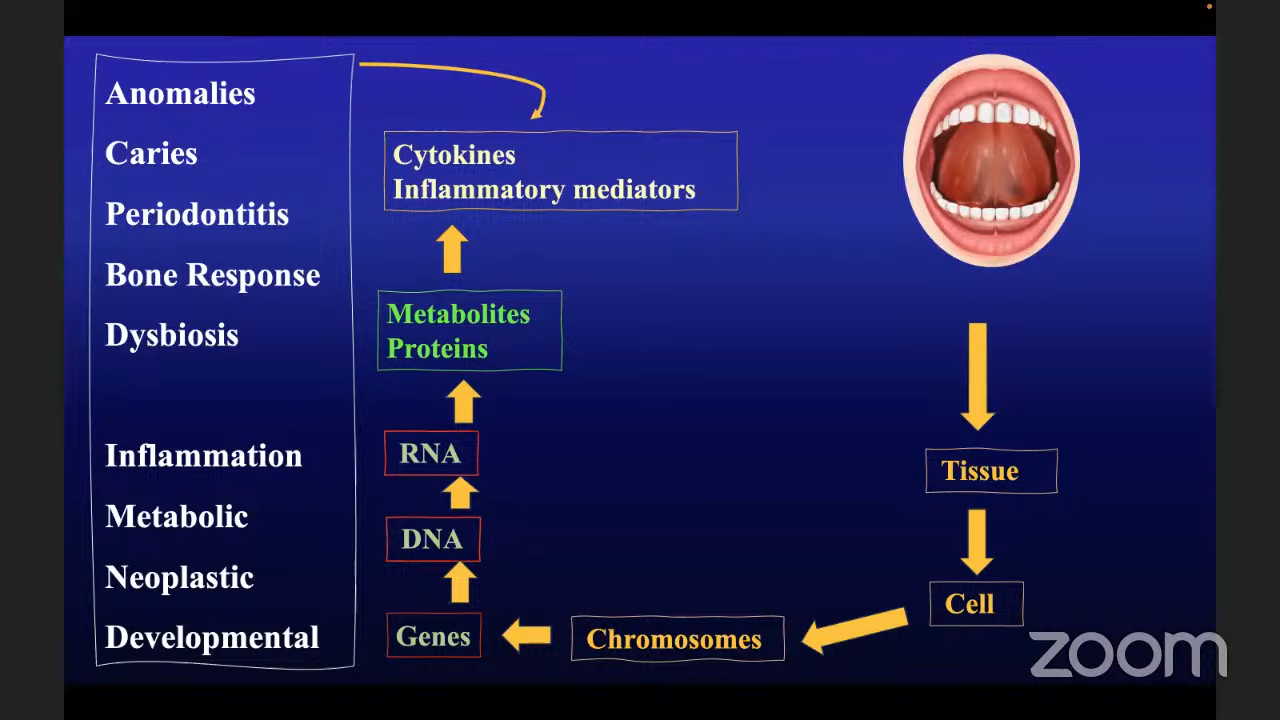 Anomalies
Caries
Periodontitis
Bone Response
Dysbiosis
Inflammation
Metabolic
Neoplastic
Developmental
Cytokines
Inflammatory mediators
Metabolites
Proteins
RNA
DNA
Genes
Chromosomes
Tissue
Cell
zoom